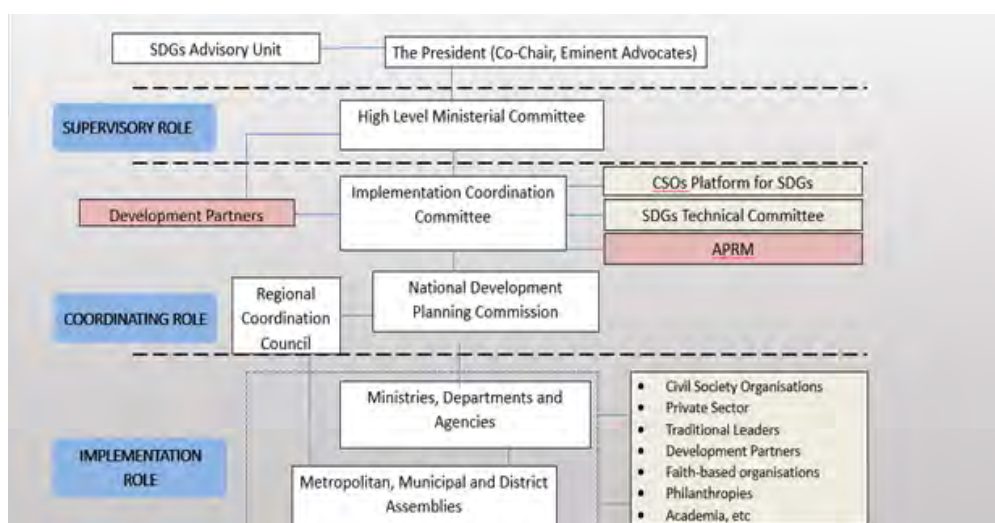 SDGs Advisory Unit
The President (Co-Chair, Eminent Advocates)
SUPERVISORY ROLE
High Level Ministerial Committee
Development Partners
Implementation Coordination
Committee
CSOs Platform for SDGs
SDGs Technical Committee
APRM
COORDINATING ROLE
Regional
Coordination
Council
National Development
Planning Commission
IMPLEMENTATION
ROLE
Ministries, Departments and
Agencies
Metropolitan, Municipal and District
Assemblies
• Civil Society Organisations
• Private Sector
• Traditional Leaders
• Development Partners
• Faith-based organisations
• Philanthropies
• Academia, etc